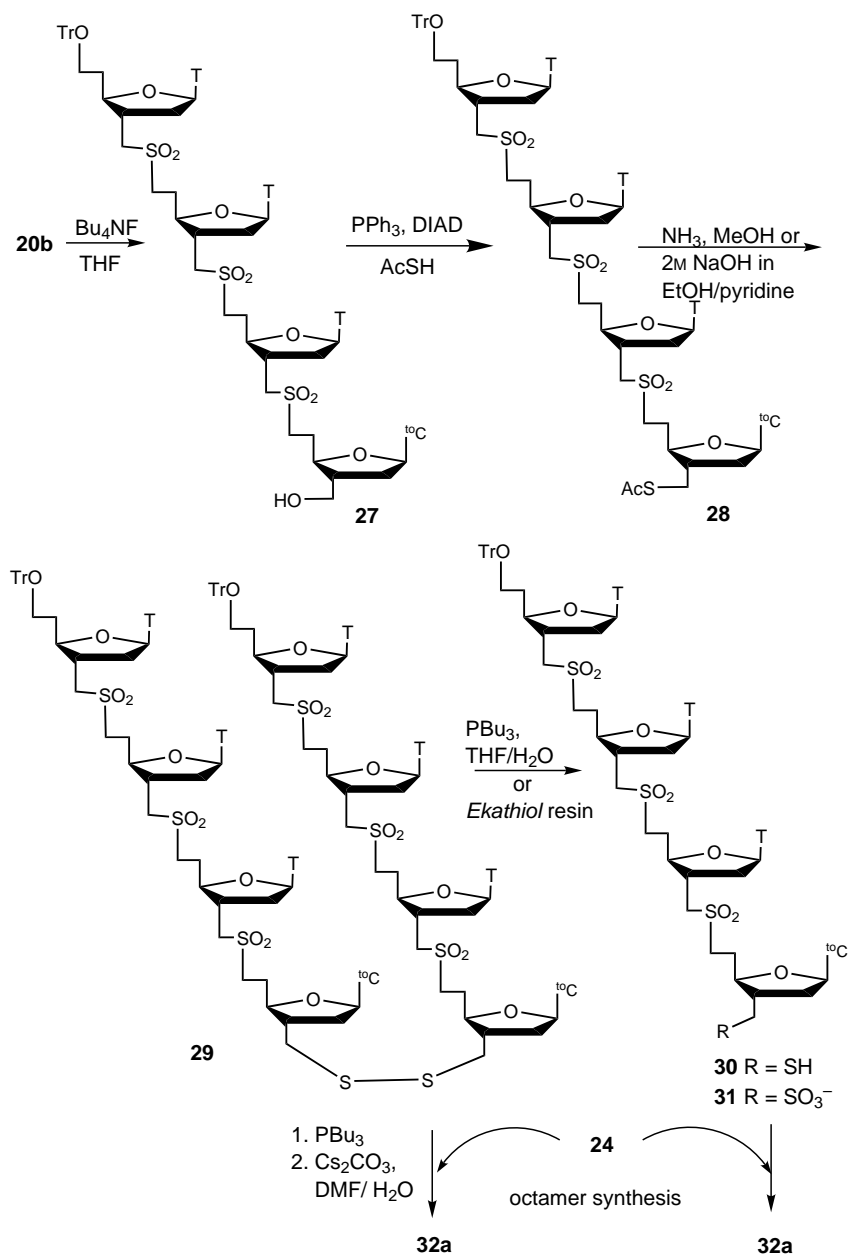 TrO
TrO
O
T
O
T
SO2
SO2
20b
Bu4NF
THF
O
T
PPh3, DIAD
AcSH
O
T
NH3, MeOH or
2M NaOH in
EtOH/pyridine
SO2
SO2
O
T
O
T
SO2
SO2
O
toC
O
toC
HO
27
AcS
28
TrO
TrO
TrO
O
T
O
T
O
T
SO2
SO2
SO2
O
T
O
T
O
T
PBu3,
THF/H2O
or
Ekathiol resin
SO2
SO2
SO2
O
T
O
T
O
T
SO2
SO2
SO2
O
toC
O
toC
O
toC
29
S
S
R
30 R = SH
31 R = SO3–
1. PBu3
2. Cs2CO3,
DMF/ H2O
24
octamer synthesis
32a
32a